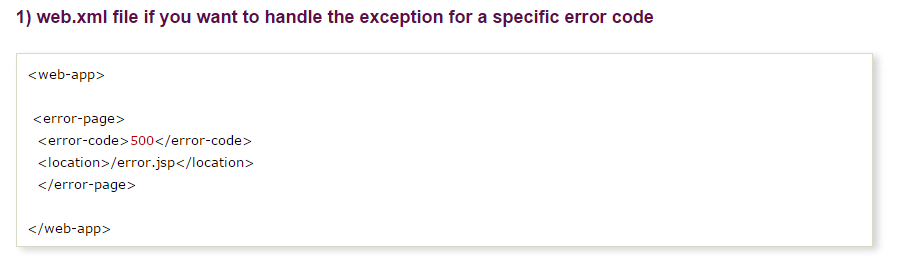 1) web.xml file if you want to handle the exception for a specific error code
<web-app>
<error-page>
<error-code>500</error-code>
<location>/error.jsp</location>
</error-page>
</web-app>